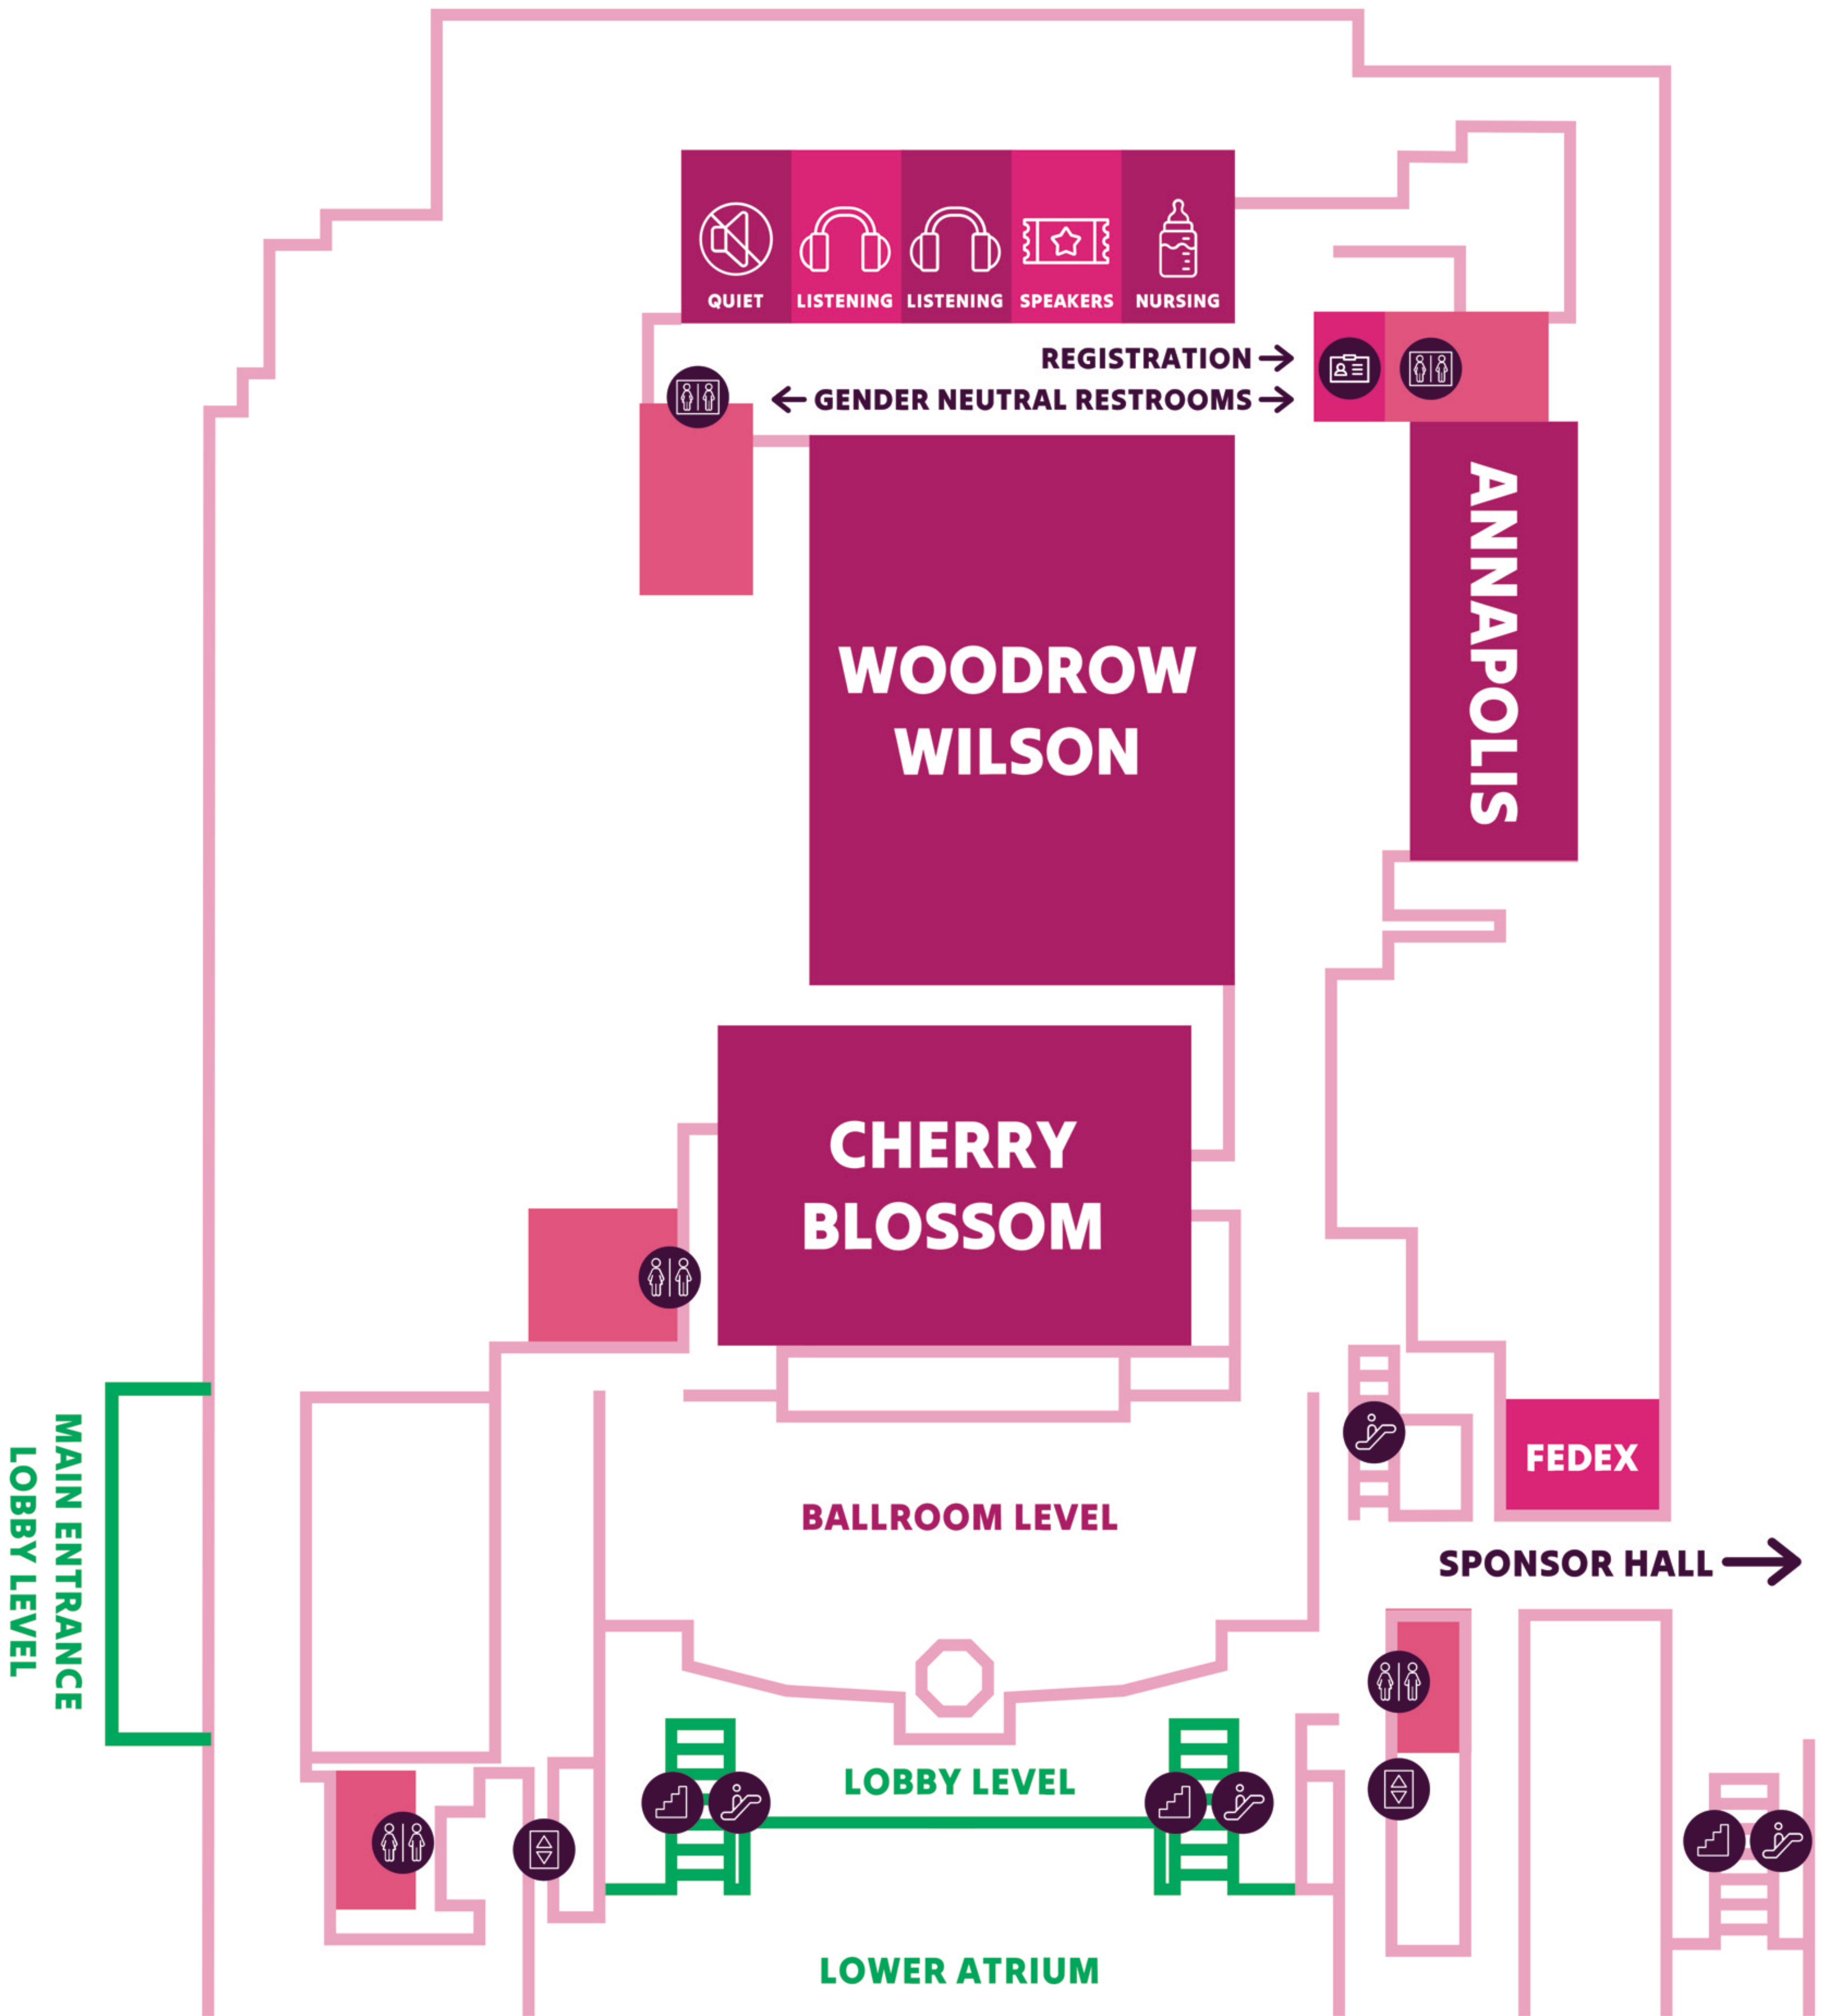 QUIET
LISTENING
LISTENING
SPEAKERS
NURSING
REGISTRATION
GENDER NEUTRAL RESTROOMS
ANNAPOLIS
WOODROW
WILSON
CHERRY
BLOSSOM
MAIN ENTRANCE
LOBBY LEVEL
FEDEX
BALLROOM LEVEL
SPONSOR HALL
LOBBY LEVEL
LOWER ATRIUM